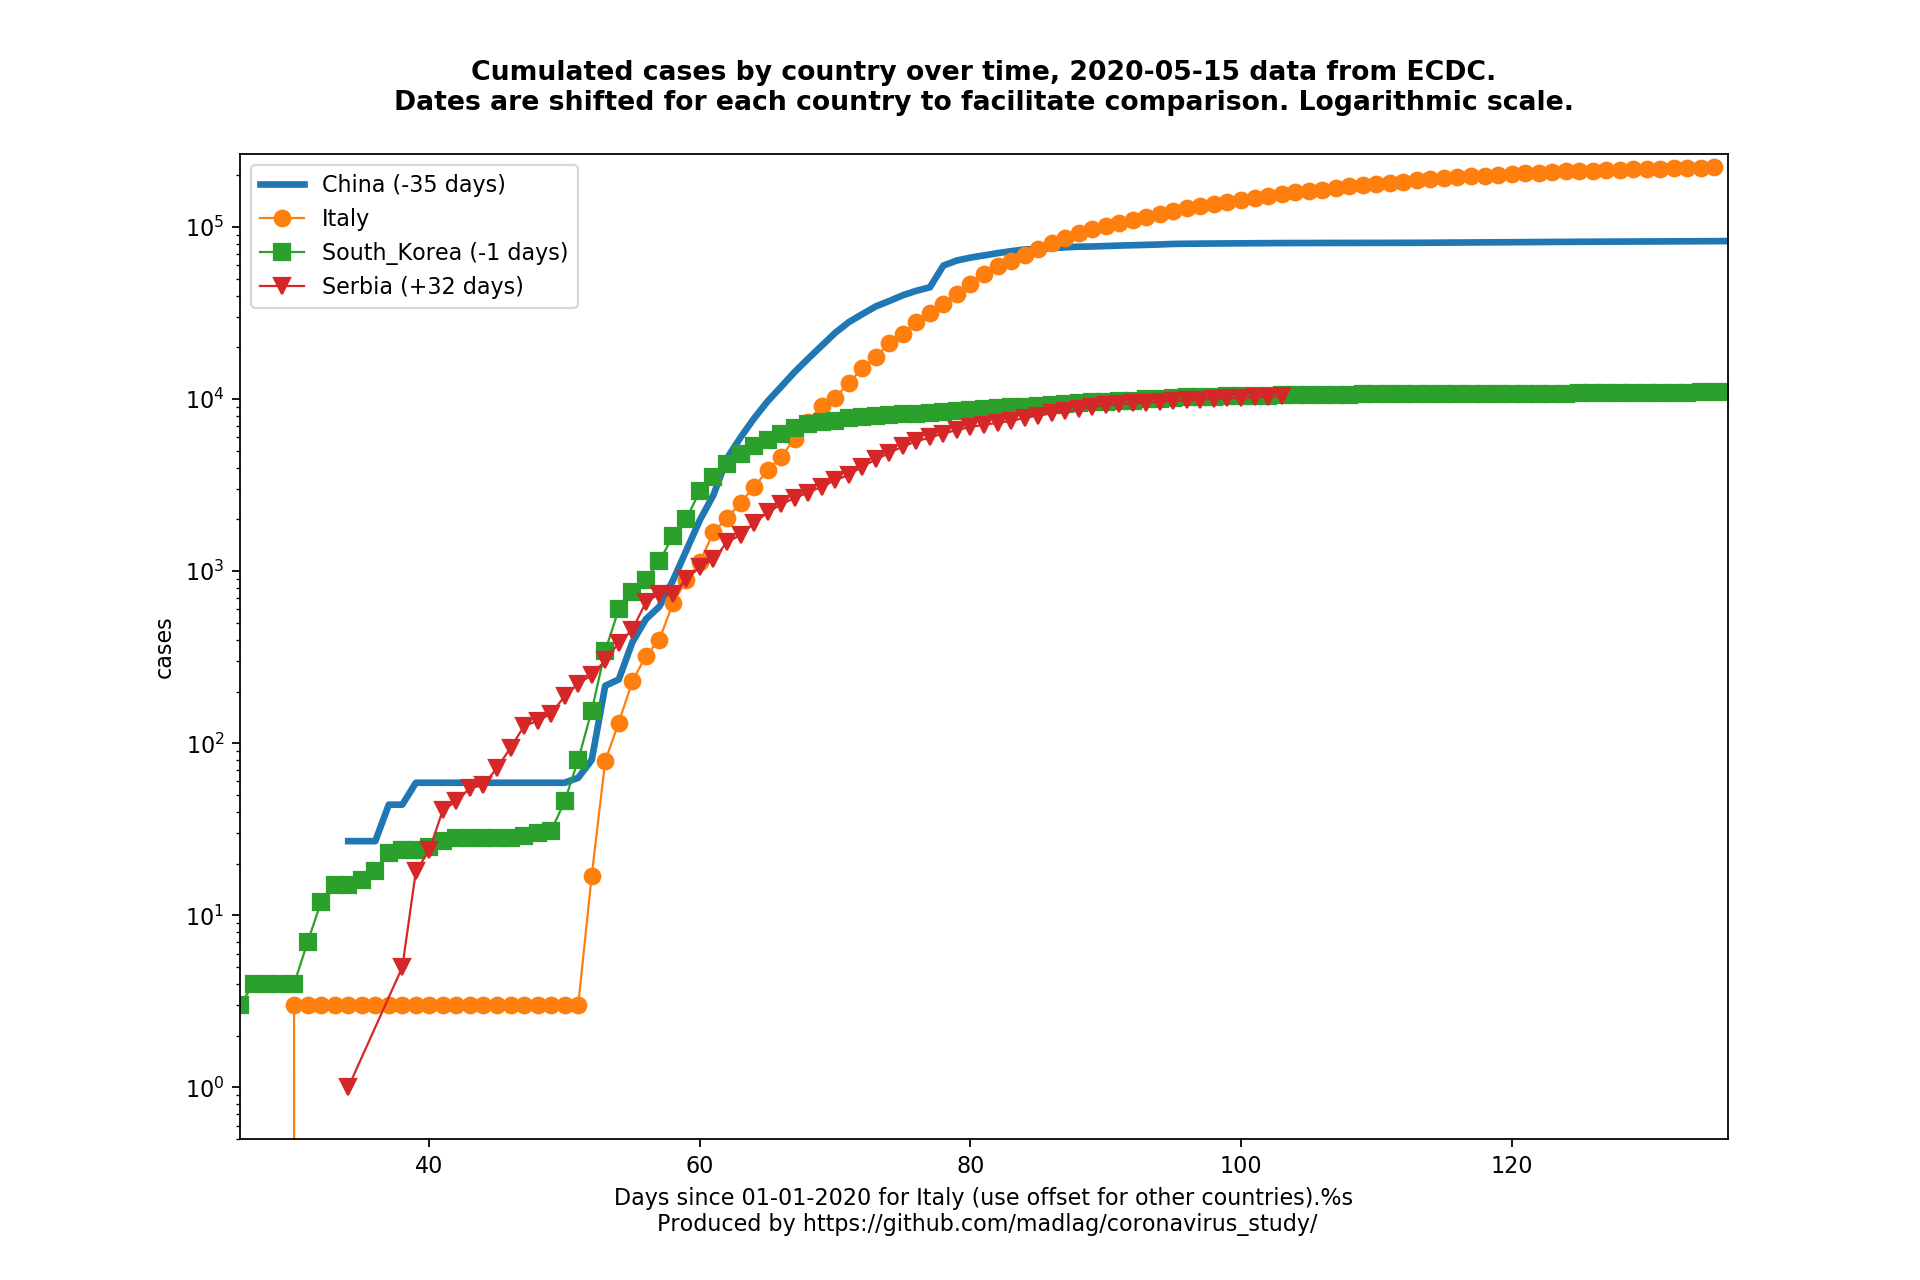 Cumulated cases by country over time, 2020-05-15 data from ECDC.
Dates are shifted for each country to facilitate comparison. Logarithmic scale.
China (-35 days)
Italy
South_Korea (-1 days)
Serbia (+32 days)
10^5
10^4
10^3
10^2
10^1
10^0
cases
40 60 80 100 120
Days since 01-01-2020 for Italy (use offset for other countries).%s
Produced by https://github.com/madlag/coronavirus_study/